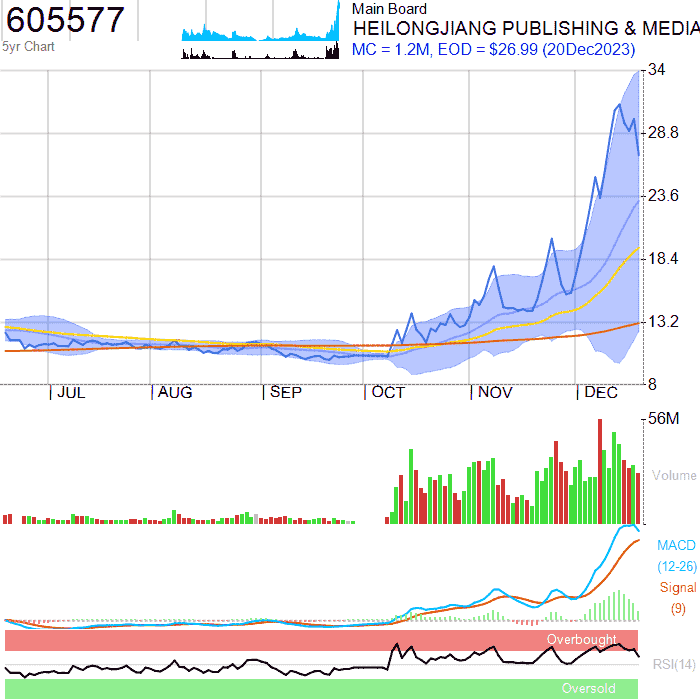 605577
5yr Chart
Main Board
HEILONGJIANG PUBLISHING & MEDIA
MC = 1.2M, EOD = $26.99 (20Dec2023)
34
28.8
23.6
18.4
13.2
8
JUL AUG SEP OCT NOV DEC
56M
Volume
MACD
(12-26)
Signal
(9)
Overbought
RSI(14)
Oversold